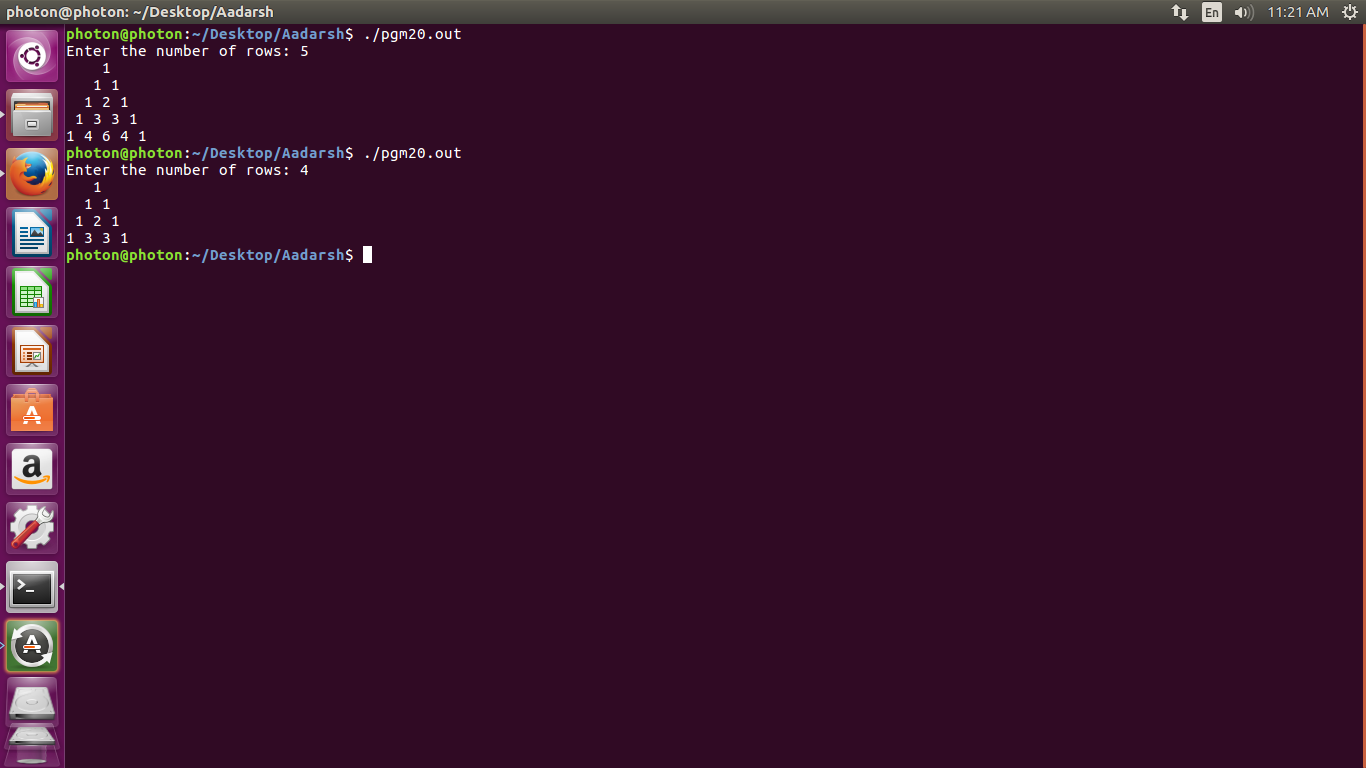 photon@photon: ~/Desktop/Aadarsh
En
11:21 AM
photon@photon:~/Desktop/Aadarsh$ ./pgm20.out
Enter the number of rows: 5
    1
   1 1
  1 2 1
 1 3 3 1
1 4 6 4 1
photon@photon:~/Desktop/Aadarsh$ ./pgm20.out
Enter the number of rows: 4
   1
  1 1
 1 2 1
1 3 3 1
photon@photon:~/Desktop/Aadarsh$
a
>_